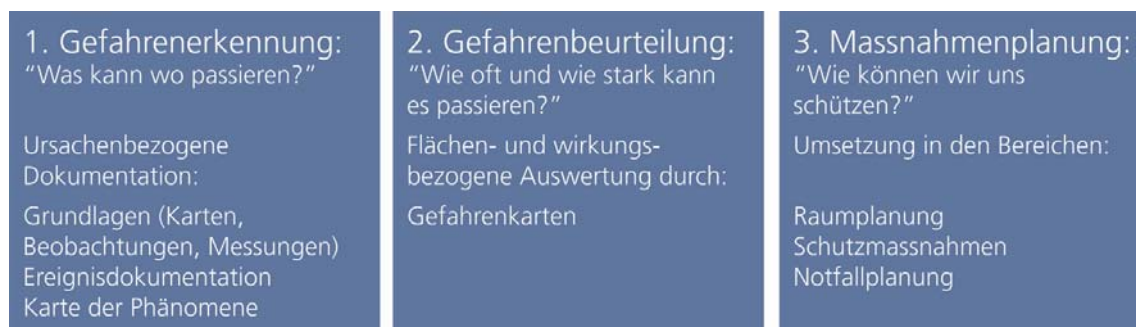 1. Gefahrenerkennung:
“Was kann wo passieren?”
Ursachenbezogene
Dokumentation:
Grundlagen (Karten,
Beobachtungen, Messungen)
Ereignisdokumentation
Karte der Phänomene
2. Gefahrenbeurteilung:
“Wie oft und wie stark kann
es passieren?”
Flächen- und wirkungs-
bezogene Auswertung durch:
Gefahrenkarten
3. Massnahmenplanung:
“Wie können wir uns
schützen?”
Umsetzung in den Bereichen:
Raumplanung
Schutzmassnahmen
Notfallplanung